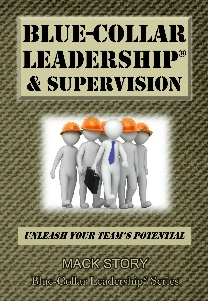 BLUE-COLLAR
LEADERSHIP®
& SUPERVISION
UNLEASH YOUR TEAM'S POTENTIAL
MACK STORY
Blue-Collar Leadership® Series